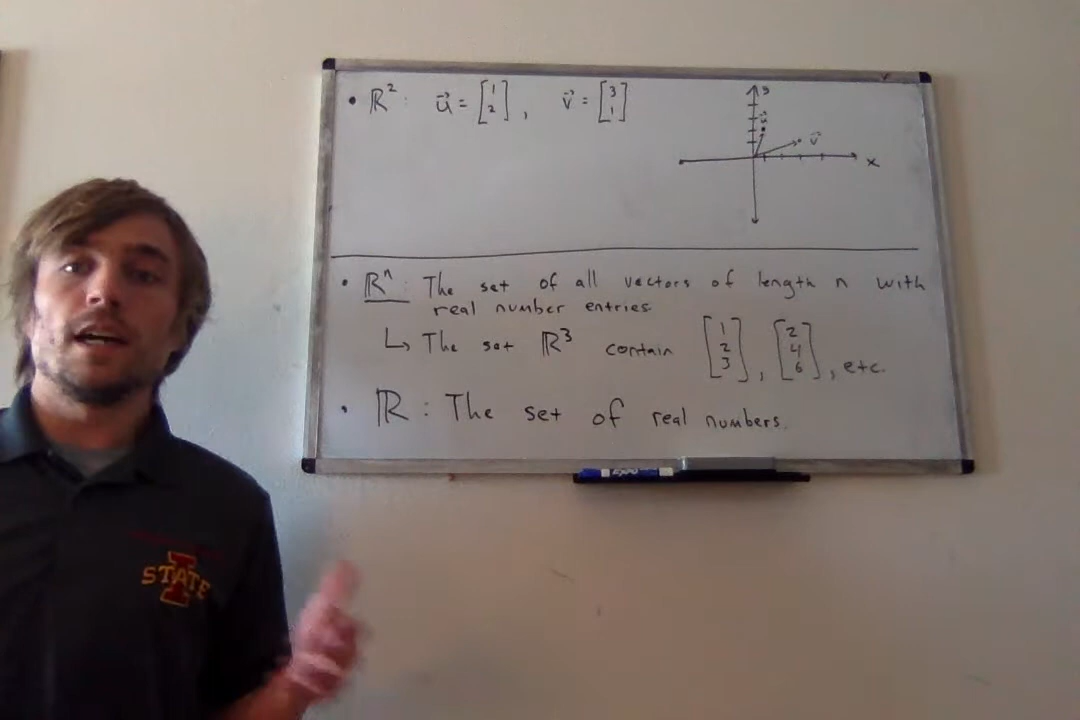 • ℝ²: u⃗ = [1 2], v⃗ = [3 1]
y
u⃗
v⃗
x
• ℝⁿ: The set of all vectors of length n with
real number entries.
↳ The set ℝ³ contain [1 2 3], [2 4 6], etc.
• ℝ: The set of real numbers.
I
STATE
EXPO